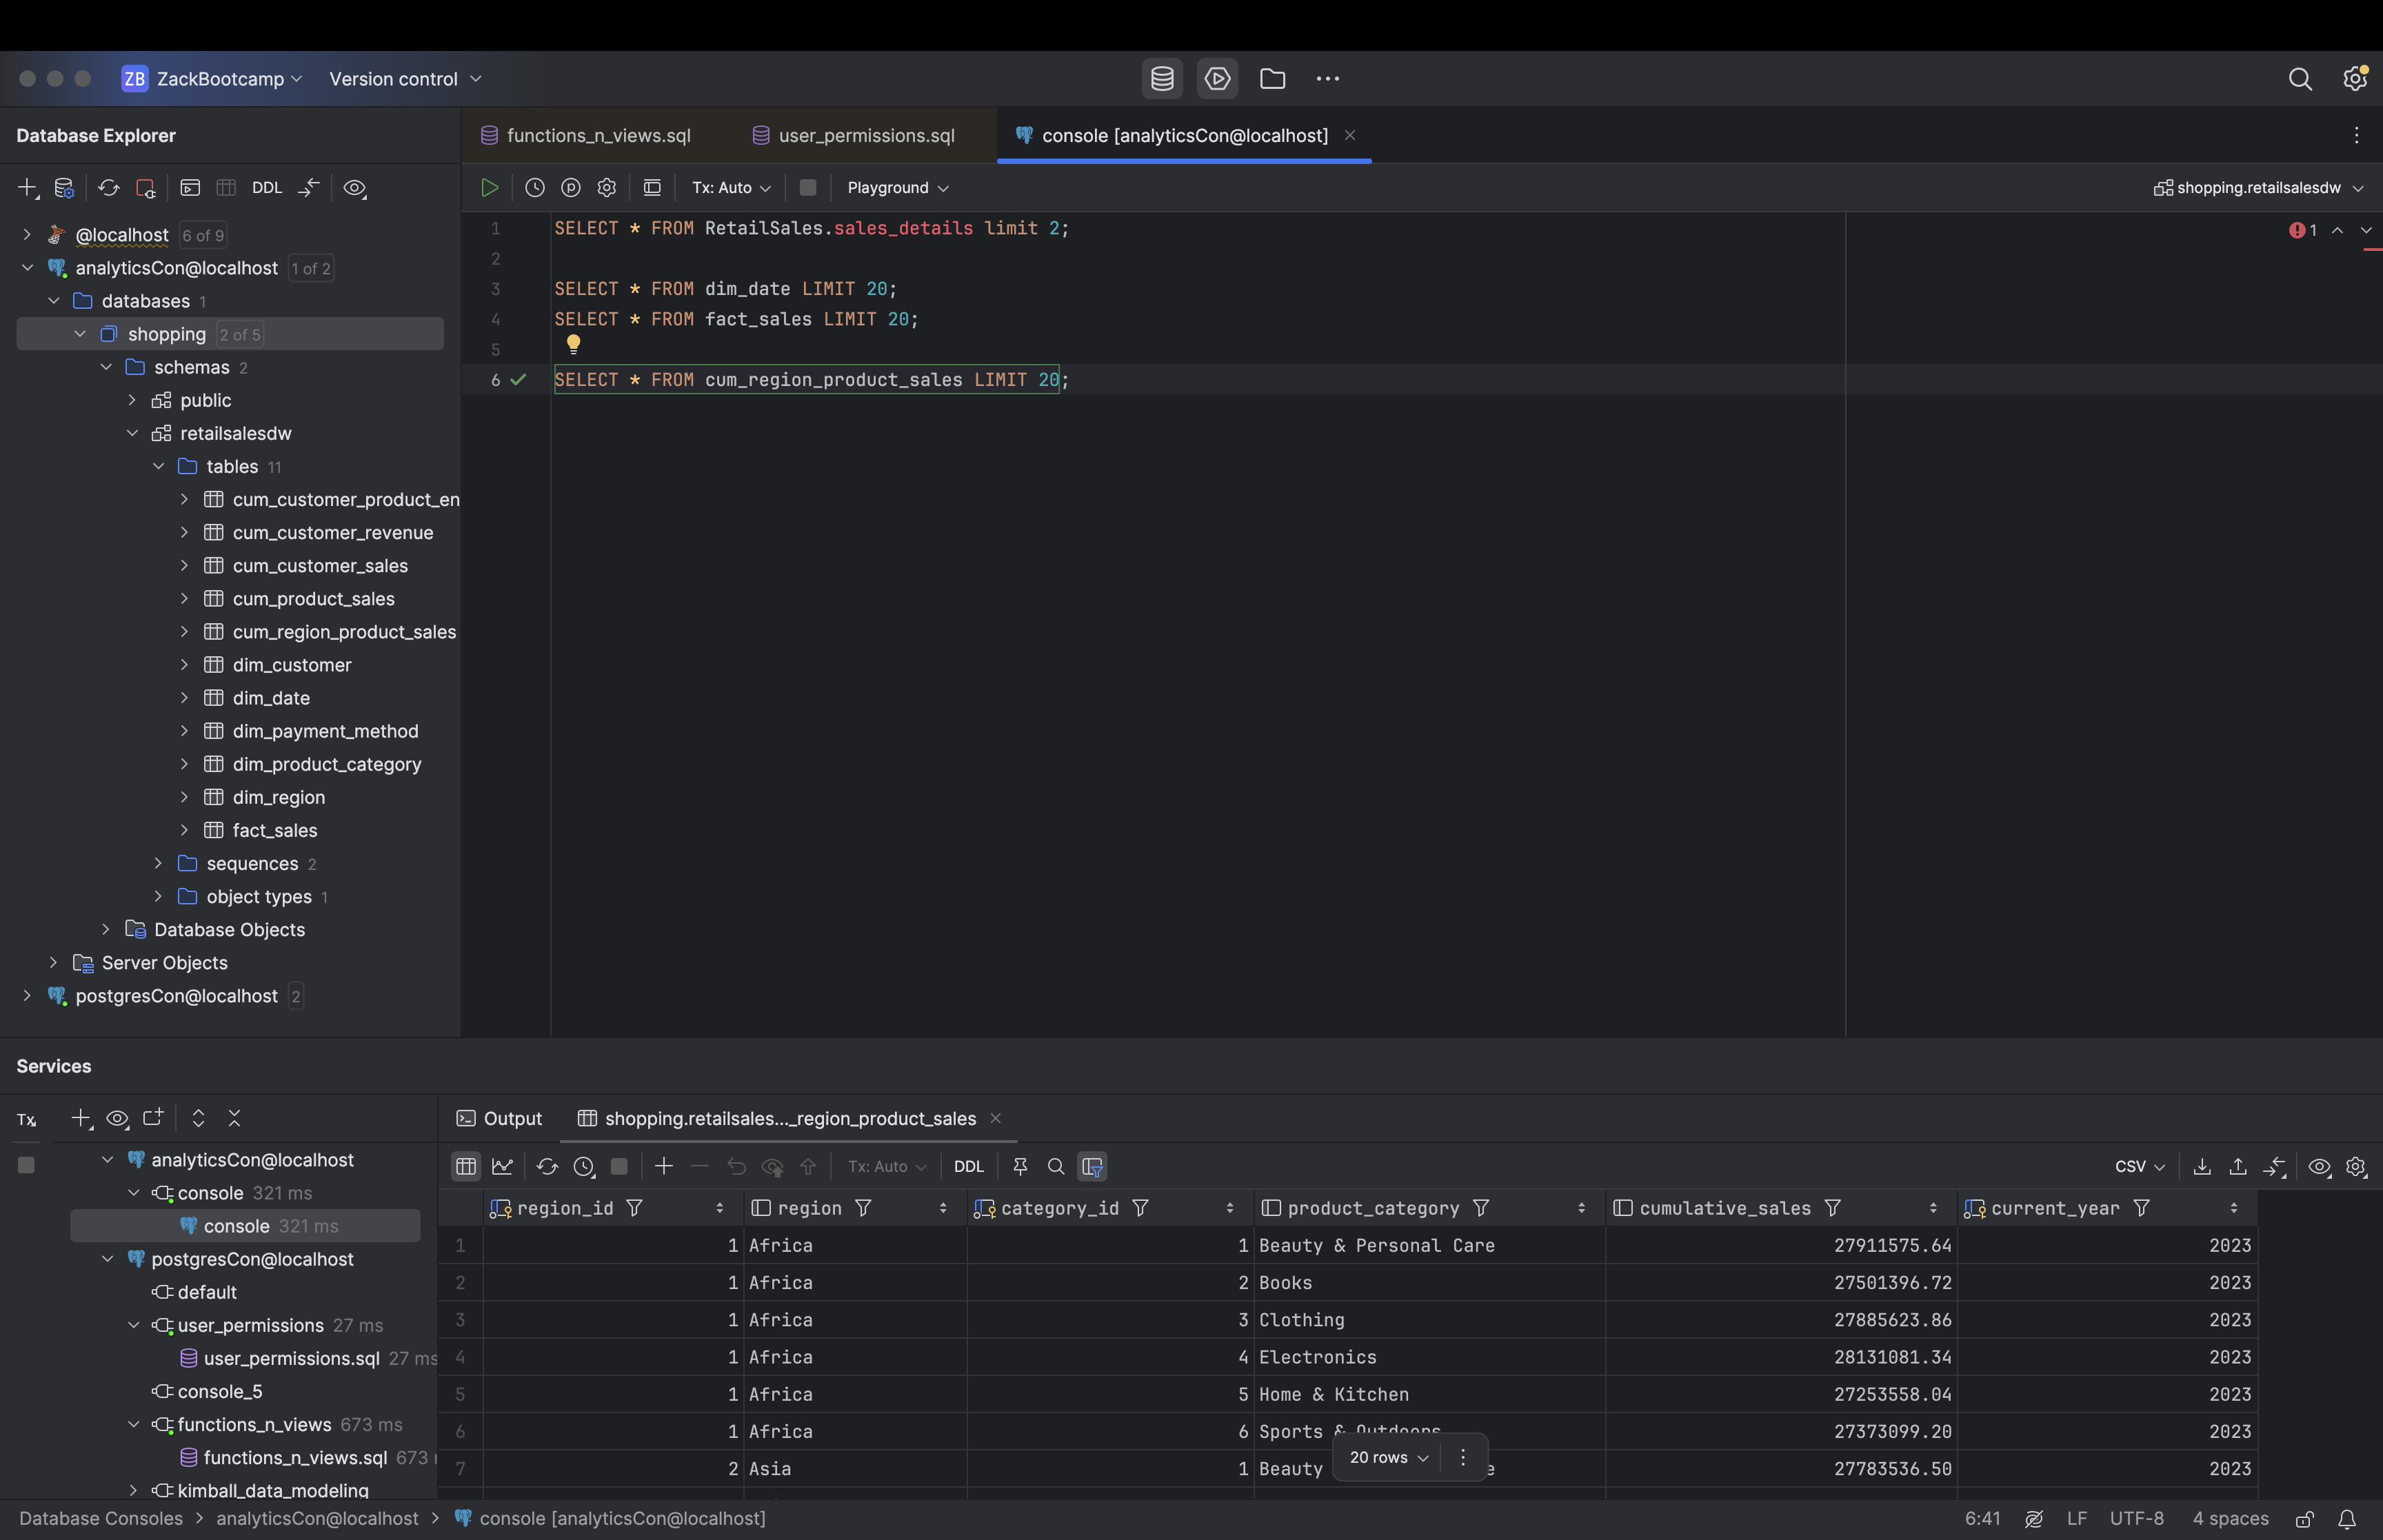 ZB ZackBootcamp Version control
Database Explorer
functions_n_views.sql user_permissions.sql console [analyticsCon@localhost]
DDL
Tx: Auto Playground shopping.retailsalesdw
@localhost 6 of 9
analyticsCon@localhost 1 of 2
databases 1
shopping 2 of 5
schemas 2
public
retailsalesdw
tables 11
cum_customer_product_en
cum_customer_revenue
cum_customer_sales
cum_product_sales
cum_region_product_sales
dim_customer
dim_date
dim_payment_method
dim_product_category
dim_region
fact_sales
sequences 2
object types 1
Database Objects
Server Objects
postgresCon@localhost 2
1 SELECT * FROM RetailSales.sales_details limit 2;
1
2
3 SELECT * FROM dim_date LIMIT 20;
4 SELECT * FROM fact_sales LIMIT 20;
5
6 SELECT * FROM cum_region_product_sales LIMIT 20;
Services
Tx
analyticsCon@localhost
console 321 ms
console 321 ms
postgresCon@localhost
default
user_permissions 27 ms
user_permissions.sql 27 ms
console_5
functions_n_views 673 ms
functions_n_views.sql 673
kimball_data_modeling
Output shopping.retailsales..._region_product_sales
Tx: Auto DDL CSV
region_id region category_id product_category cumulative_sales current_year
1 1 Africa 1 Beauty & Personal Care 27911575.64 2023
2 1 Africa 2 Books 27501396.72 2023
3 1 Africa 3 Clothing 27885623.86 2023
4 1 Africa 4 Electronics 28131081.34 2023
5 1 Africa 5 Home & Kitchen 27253558.04 2023
6 1 Africa 6 Sports & Outdoors 27373099.20 2023
7 2 Asia 1 Beauty 27783536.50 2023
20 rows
Database Consoles > analyticsCon@localhost > console [analyticsCon@localhost]
6:41 LF UTF-8 4 spaces